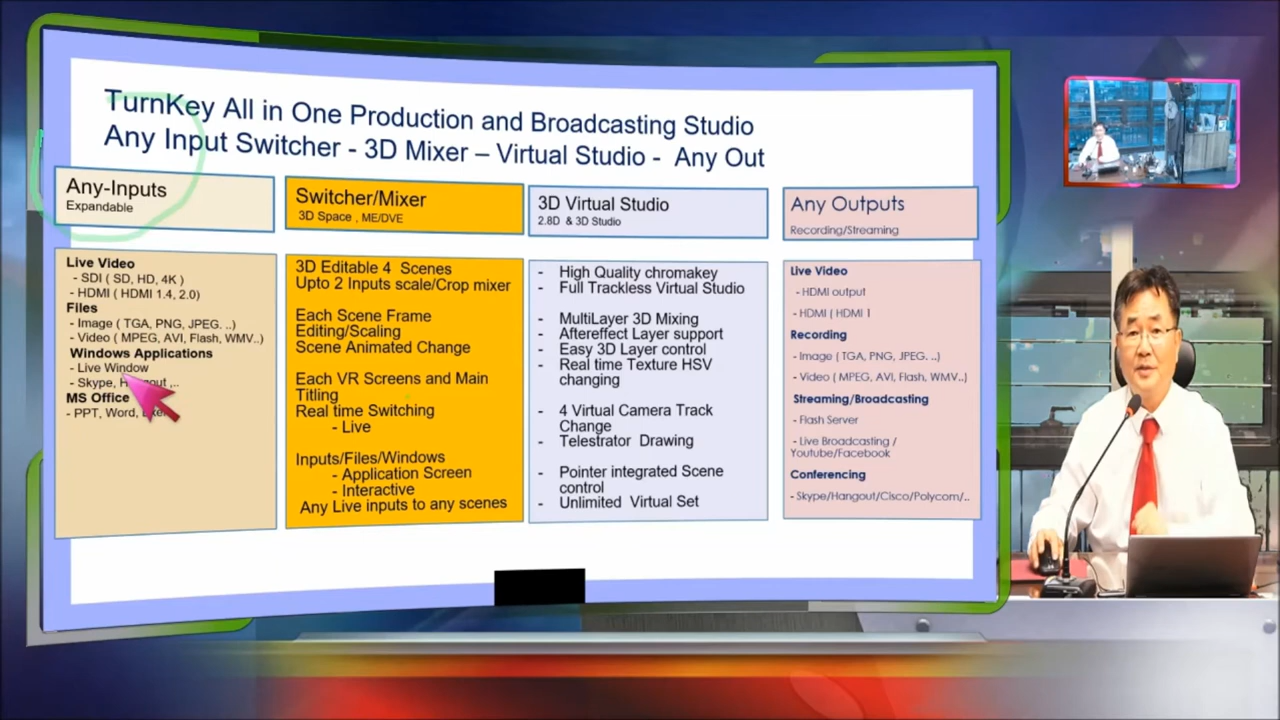 TurnKey All in One Production and Broadcasting Studio
Any Input Switcher - 3D Mixer – Virtual Studio - Any Out
Any-Inputs
Expandable
Live Video
- SDI ( SD, HD, 4K )
- HDMI ( HDMI 1.4, 2.0)
Files
- Image ( TGA, PNG, JPEG. ..)
- Video ( MPEG, AVI, Flash, WMV..)
Windows Applications
- Live Window
- Skype, ,..
MS Office
- PPT, Word,
Switcher/Mixer
3D Space , ME/DVE
3D Editable 4 Scenes
Upto 2 Inputs scale/Crop mixer
Each Scene Frame
Editing/Scaling
Scene Animated Change
Each VR Screens and Main
Titling
Real time Switching
- Live
Inputs/Files/Windows
- Application Screen
- Interactive
Any Live inputs to any scenes
3D Virtual Studio
2.8D & 3D Studio
- High Quality chromakey
- Full Trackless Virtual Studio
- MultiLayer 3D Mixing
- Aftereffect Layer support
- Easy 3D Layer control
- Real time Texture HSV
changing
- 4 Virtual Camera Track
Change
- Telestrator Drawing
- Pointer integrated Scene
control
- Unlimited Virtual Set
Any Outputs
Recording/Streaming
Live Video
- HDMI output
- HDMI ( HDMI 1
Recording
- Image ( TGA, PNG, JPEG. ..)
- Video ( MPEG, AVI, Flash, WMV..)
Streaming/Broadcasting
- Flash Server
- Live Broadcasting /
Youtube/Facebook
Conferencing
- Skype/Hangout/Cisco/Polycom/..